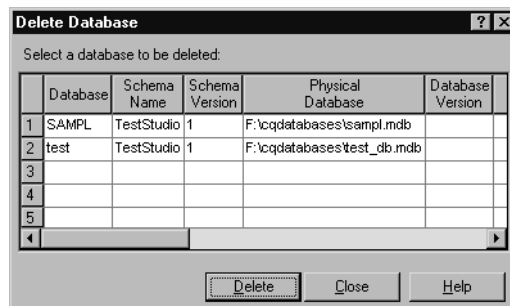 Delete Database
Select a database to be deleted:
Database Schema Name Schema Version Physical Database Database Version
1 SAMPL TestStudio 1 F:\cqdatabases\sampl.mdb
2 test TestStudio 1 F:\cqdatabases\test_db.mdb
3
4
5
Delete Close Help